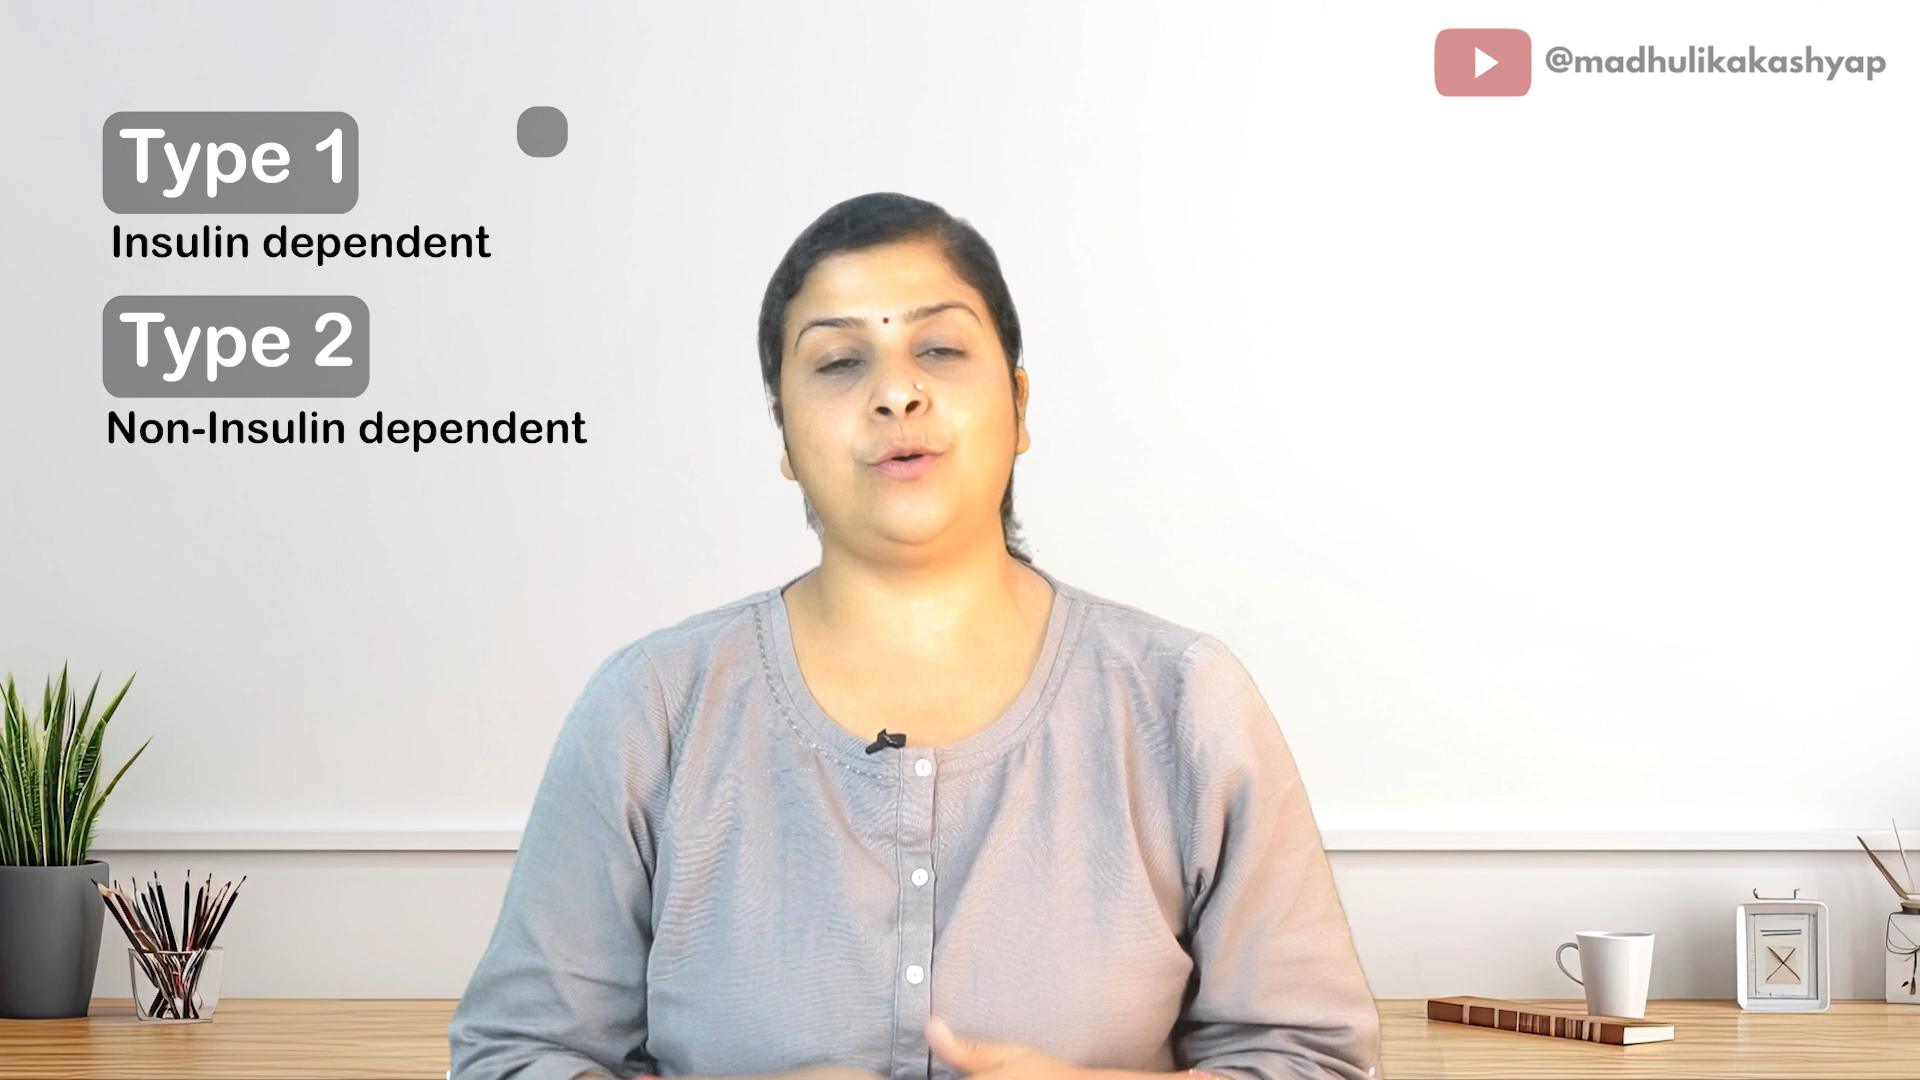 @madhulikakashyap
Type 1
Insulin dependent
Type 2
Non-Insulin dependent